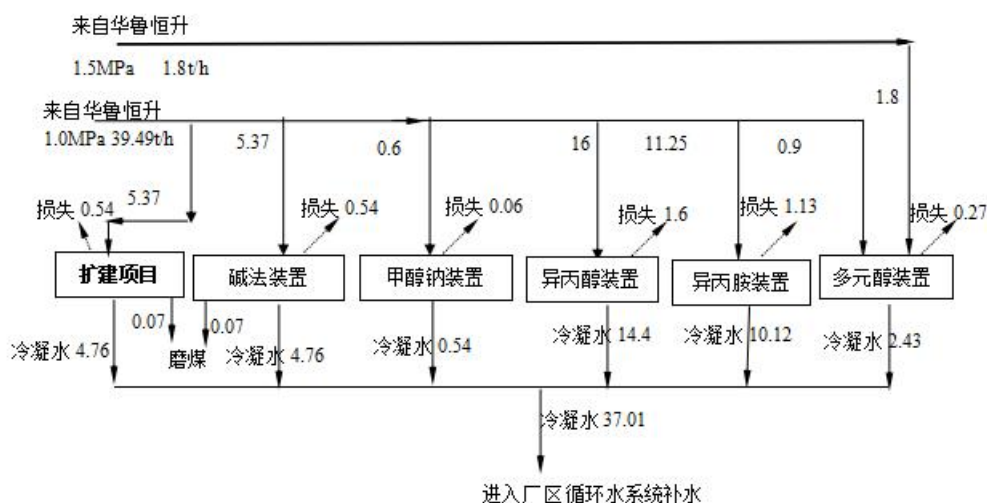 来自华鲁恒升
1.5MPa 1.8t/h
1.8
来自华鲁恒升
1.0MPa 39.49t/h
5.37
0.6
16
11.25
0.9
5.37
损失 0.54
损失 0.54
损失 0.06
损失 1.6
损失 1.13
损失 0.27
扩建项目
碱法装置
甲醇钠装置
异丙醇装置
异丙胺装置
多元醇装置
0.07
0.07
磨煤
冷凝水 4.76
冷凝水 4.76
冷凝水 0.54
冷凝水 14.4
冷凝水 10.12
冷凝水 2.43
冷凝水 37.01
进入厂区循环水系统补水